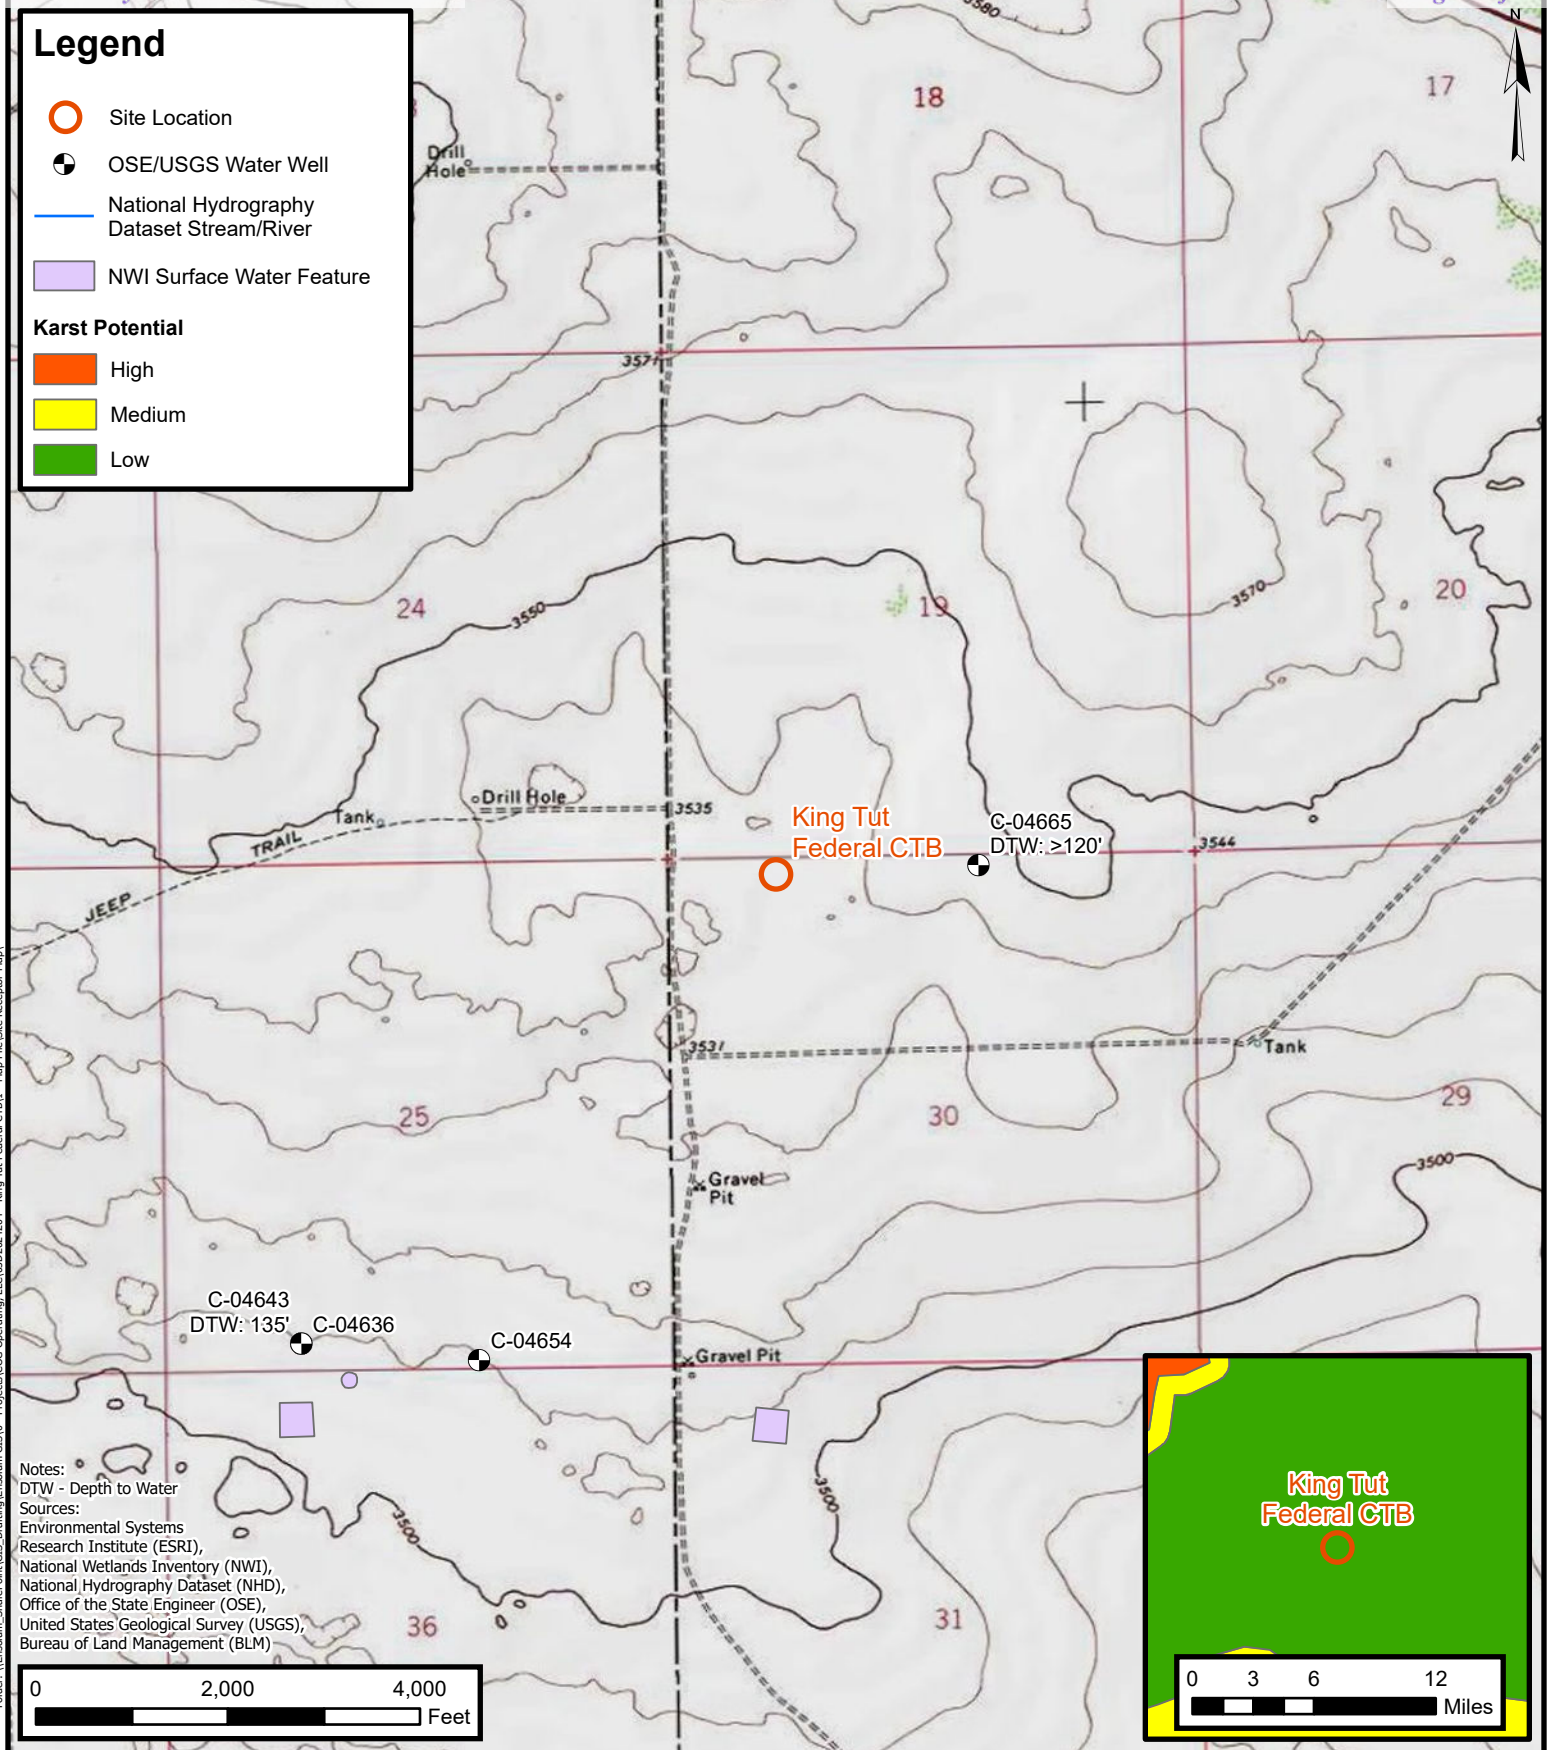 Legend
Site Location
OSE/USGS Water Well
National Hydrography
Dataset Stream/River
NWI Surface Water Feature
Karst Potential
High
Medium
Low
N
3580
18
17
Drill
Hole
3571
24
3550
19
3570
20
Drill Hole
Tank
3535
TRAIL
JEEP
King Tut
Federal CTB
C-04665
DTW: >120'
3544
3531
Tank
25
30
29
Gravel
Pit
3500
C-04643
DTW: 135'
C-04636
C-04654
Gravel Pit
3500
3500
36
31
Notes:
DTW - Depth to Water
Sources:
Environmental Systems
Research Institute (ESRI),
National Wetlands Inventory (NWI),
National Hydrography Dataset (NHD),
Office of the State Engineer (OSE),
United States Geological Survey (USGS),
Bureau of Land Management (BLM)
0 2,000 4,000
Feet
King Tut
Federal CTB
0 3 6 12
Miles